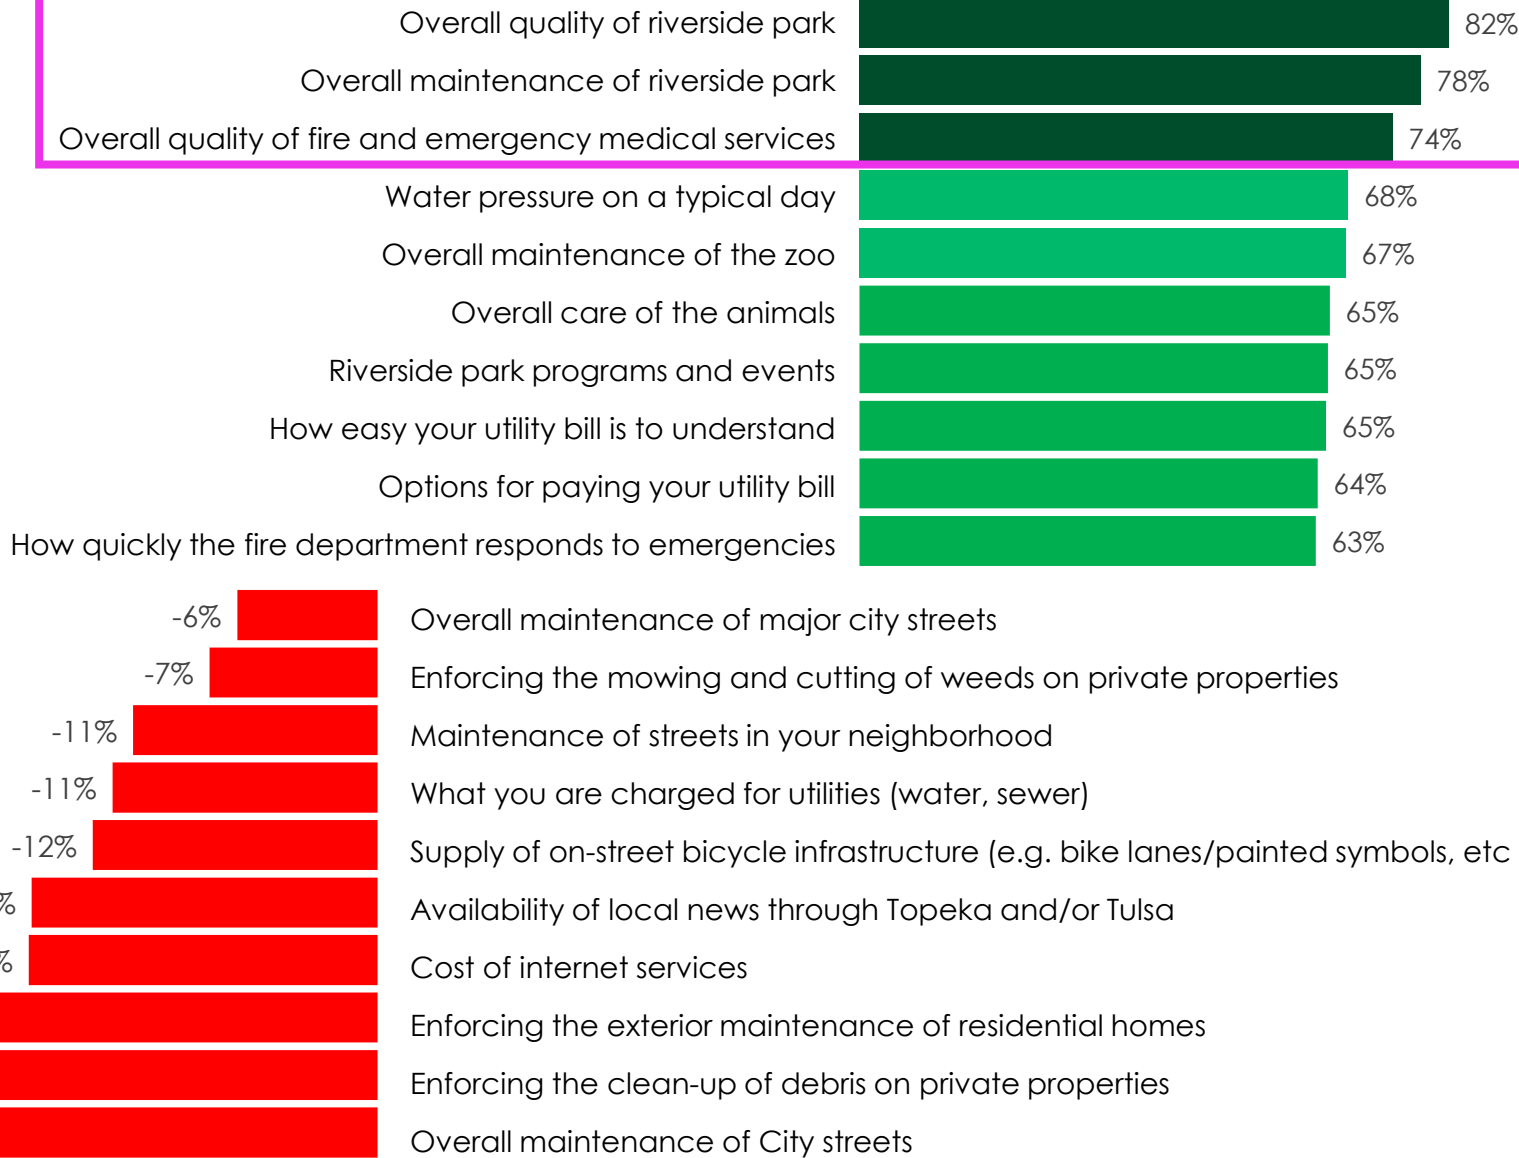 Overall quality of riverside park 82%
Overall maintenance of riverside park 78%
Overall quality of fire and emergency medical services 74%
Water pressure on a typical day 68%
Overall maintenance of the zoo 67%
Overall care of the animals 65%
Riverside park programs and events 65%
How easy your utility bill is to understand 65%
Options for paying your utility bill 64%
How quickly the fire department responds to emergencies 63%
-6% Overall maintenance of major city streets
-7% Enforcing the mowing and cutting of weeds on private properties
-11% Maintenance of streets in your neighborhood
-11% What you are charged for utilities (water, sewer)
-12% Supply of on-street bicycle infrastructure (e.g. bike lanes/painted symbols, etc
% Availability of local news through Topeka and/or Tulsa
% Cost of internet services
Enforcing the exterior maintenance of residential homes
Enforcing the clean-up of debris on private properties
Overall maintenance of City streets